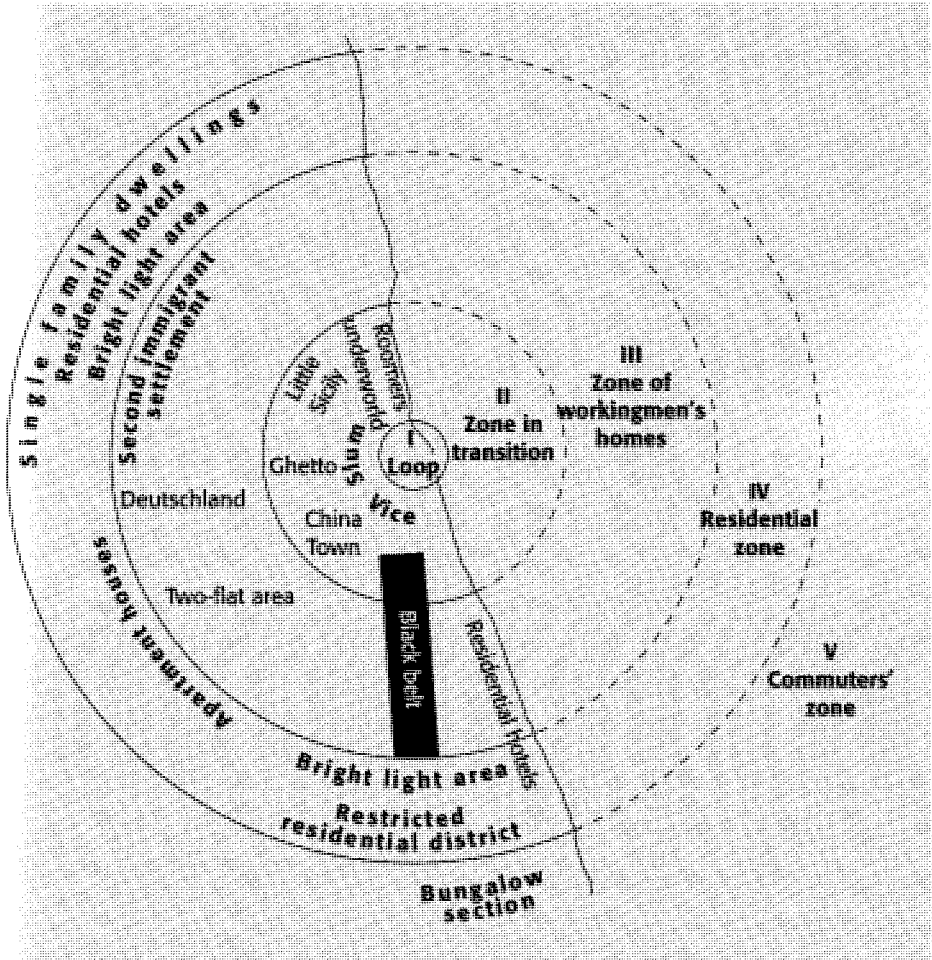 Single family dwellings
Residential hotels
Bright light area
Second immigrant
settlement
Little
Sicily
underworld
Roomers
I
Loop
II
Zone in
transition
III
Zone of
workingmen's
homes
Slum
Ghetto
Vice
Deutschland
China
Town
IV
Residential
zone
Two-flat area
Apartment houses
Black belt
Residential hotels
V
Commuters'
zone
Bright light area
Restricted
residential district
Bungalow
section